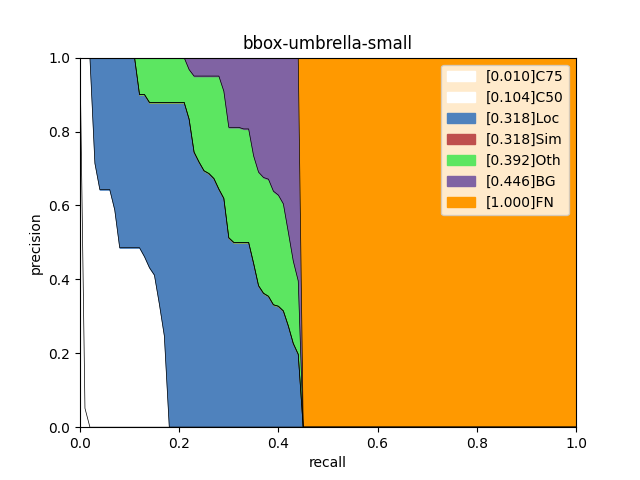 bbox-umbrella-small
1.0
0.8
0.6
0.4
0.2
0.0
precision
0.0 0.2 0.4 0.6 0.8 1.0
recall
[0.010]C75
[0.104]C50
[0.318]Loc
[0.318]Sim
[0.392]Oth
[0.446]BG
[1.000]FN